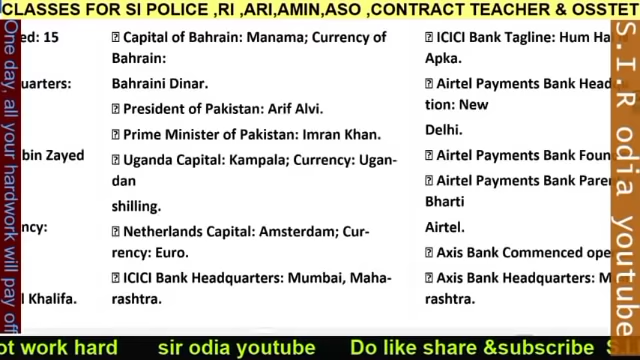 CLASSES FOR SI POLICE ,RI ,ARI,AMIN,ASO ,CONTRACT TEACHER & OSSTET
One day, all your hardwork will pay off
ed: 15
uarters:
bin Zayed
ncy:
l Khalifa.
Capital of Bahrain: Manama; Currency of
Bahrain:
Bahraini Dinar.
President of Pakistan: Arif Alvi.
Prime Minister of Pakistan: Imran Khan.
Uganda Capital: Kampala; Currency: Ugan-
dan
shilling.
Netherlands Capital: Amsterdam; Cur-
rency: Euro.
ICICI Bank Headquarters: Mumbai, Maha-
rashtra.
ICICI Bank Tagline: Hum Ha
Apka.
Airtel Payments Bank Head
tion: New
Delhi.
Airtel Payments Bank Foun
Airtel Payments Bank Paren
Bharti
Airtel.
Axis Bank Commenced ope
Axis Bank Headquarters: M
rashtra.
S.I.R odia youtube
ot work hard sir odia youtube Do like share &subscribe S.I